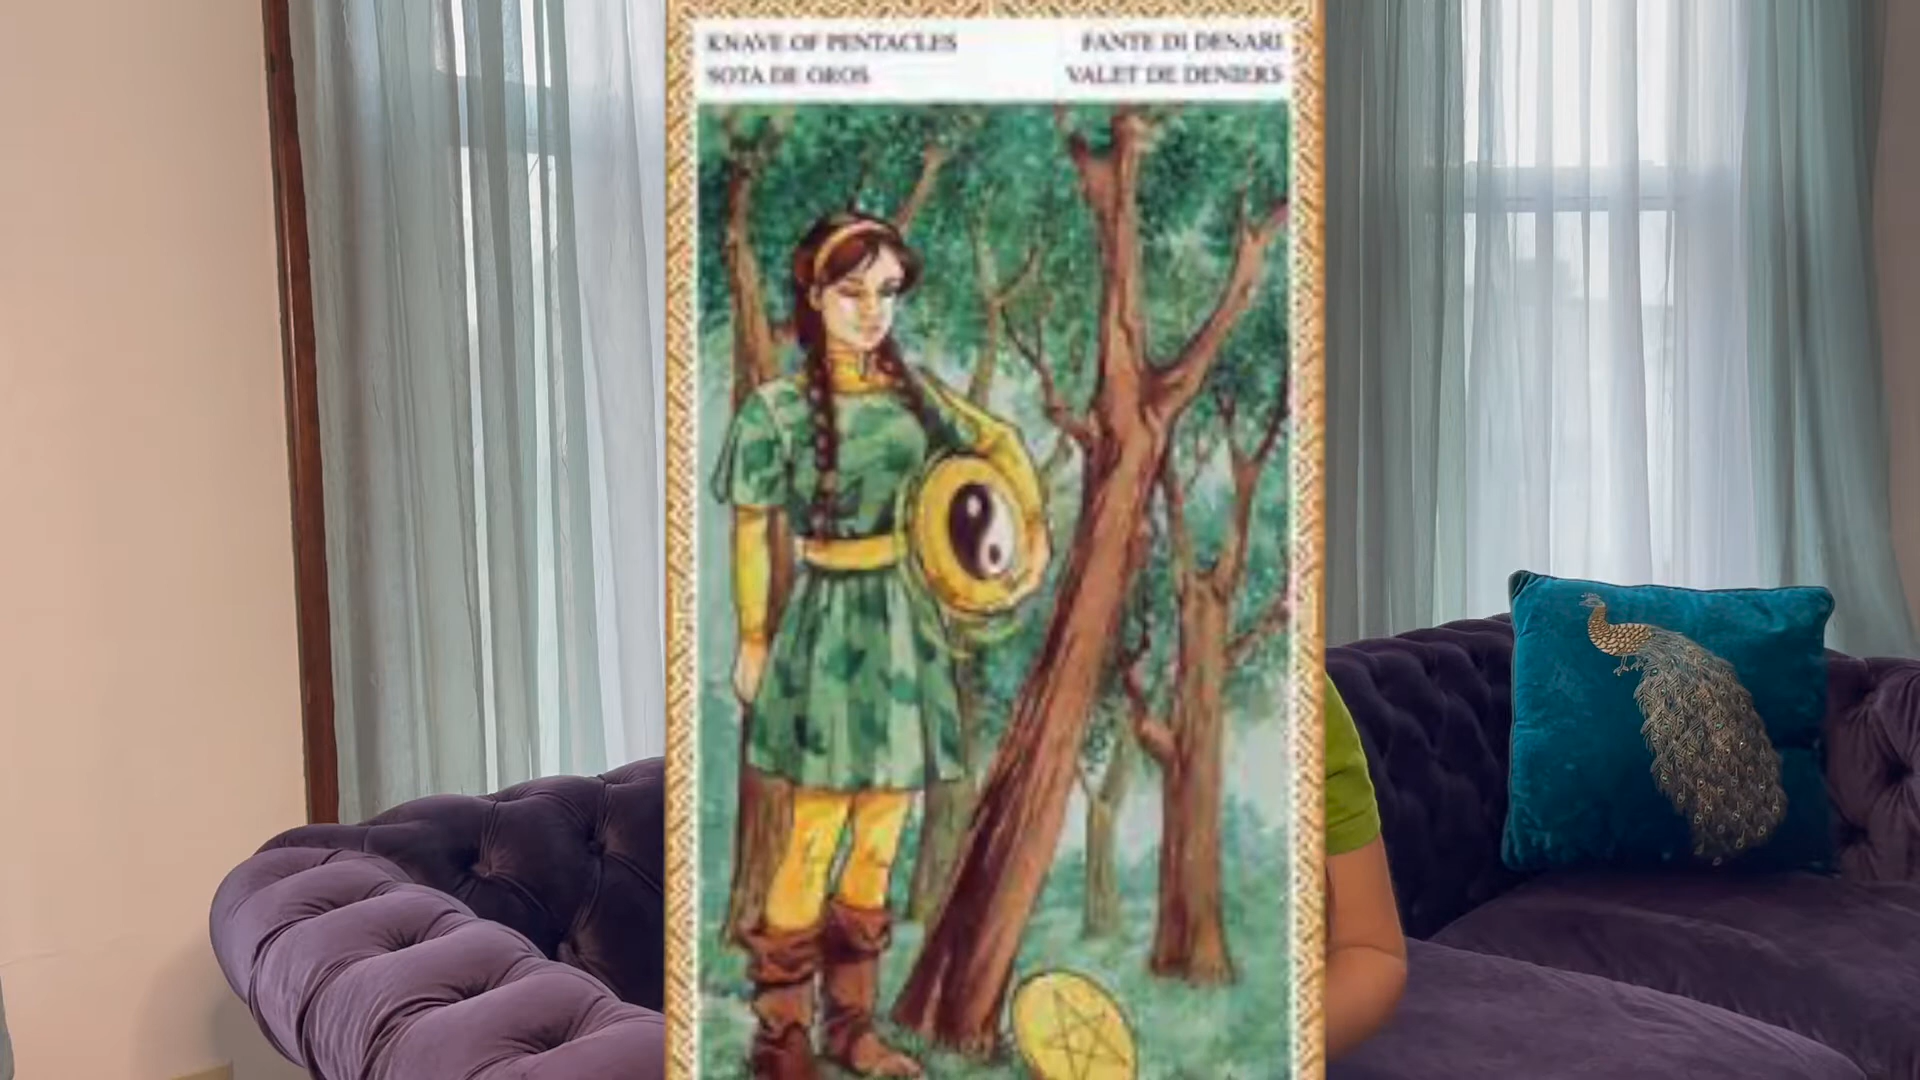 KNAVE OF PENTACLES
SOTA DE OROS
FANTE DI DENARI
VALET DE DENIERS